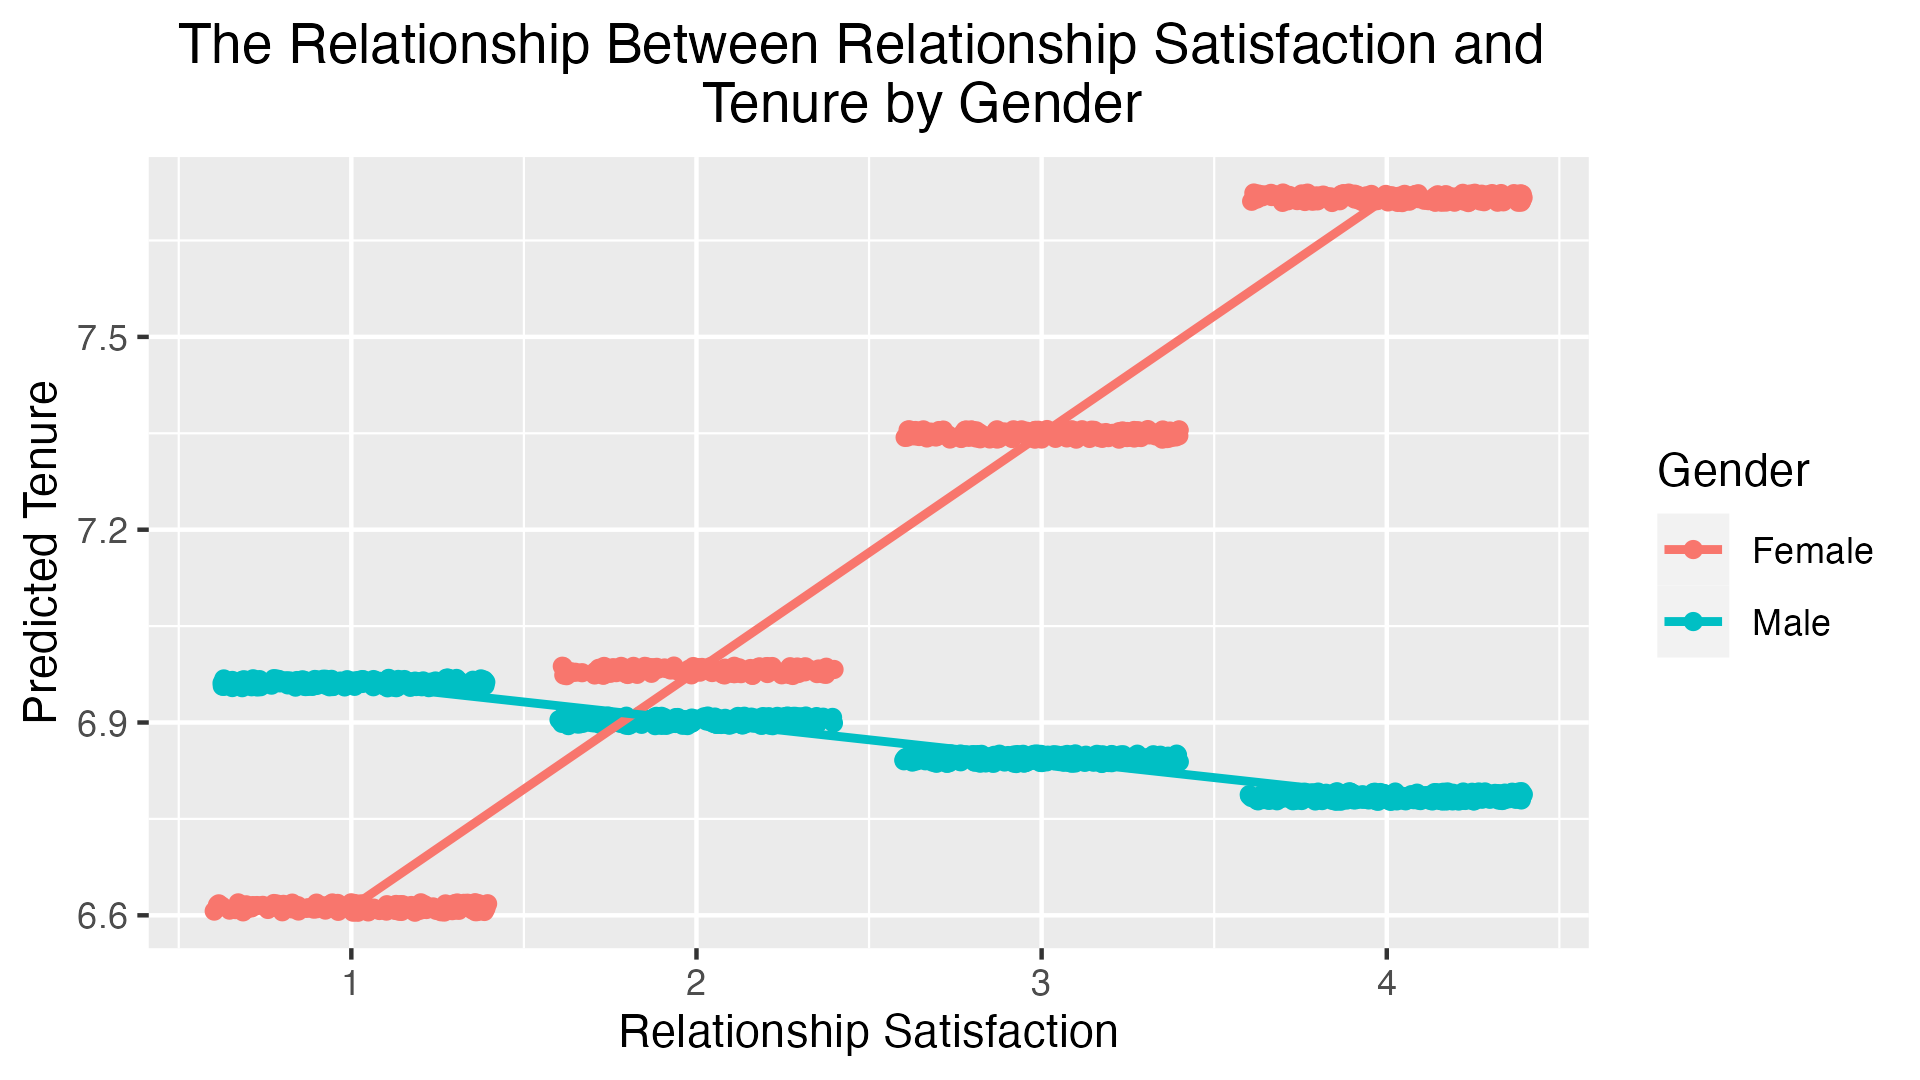 The Relationship Between Relationship Satisfaction and
Tenure by Gender
Predicted Tenure
7.5
7.2
6.9
6.6
1 2 3 4
Relationship Satisfaction
Gender
Female
Male